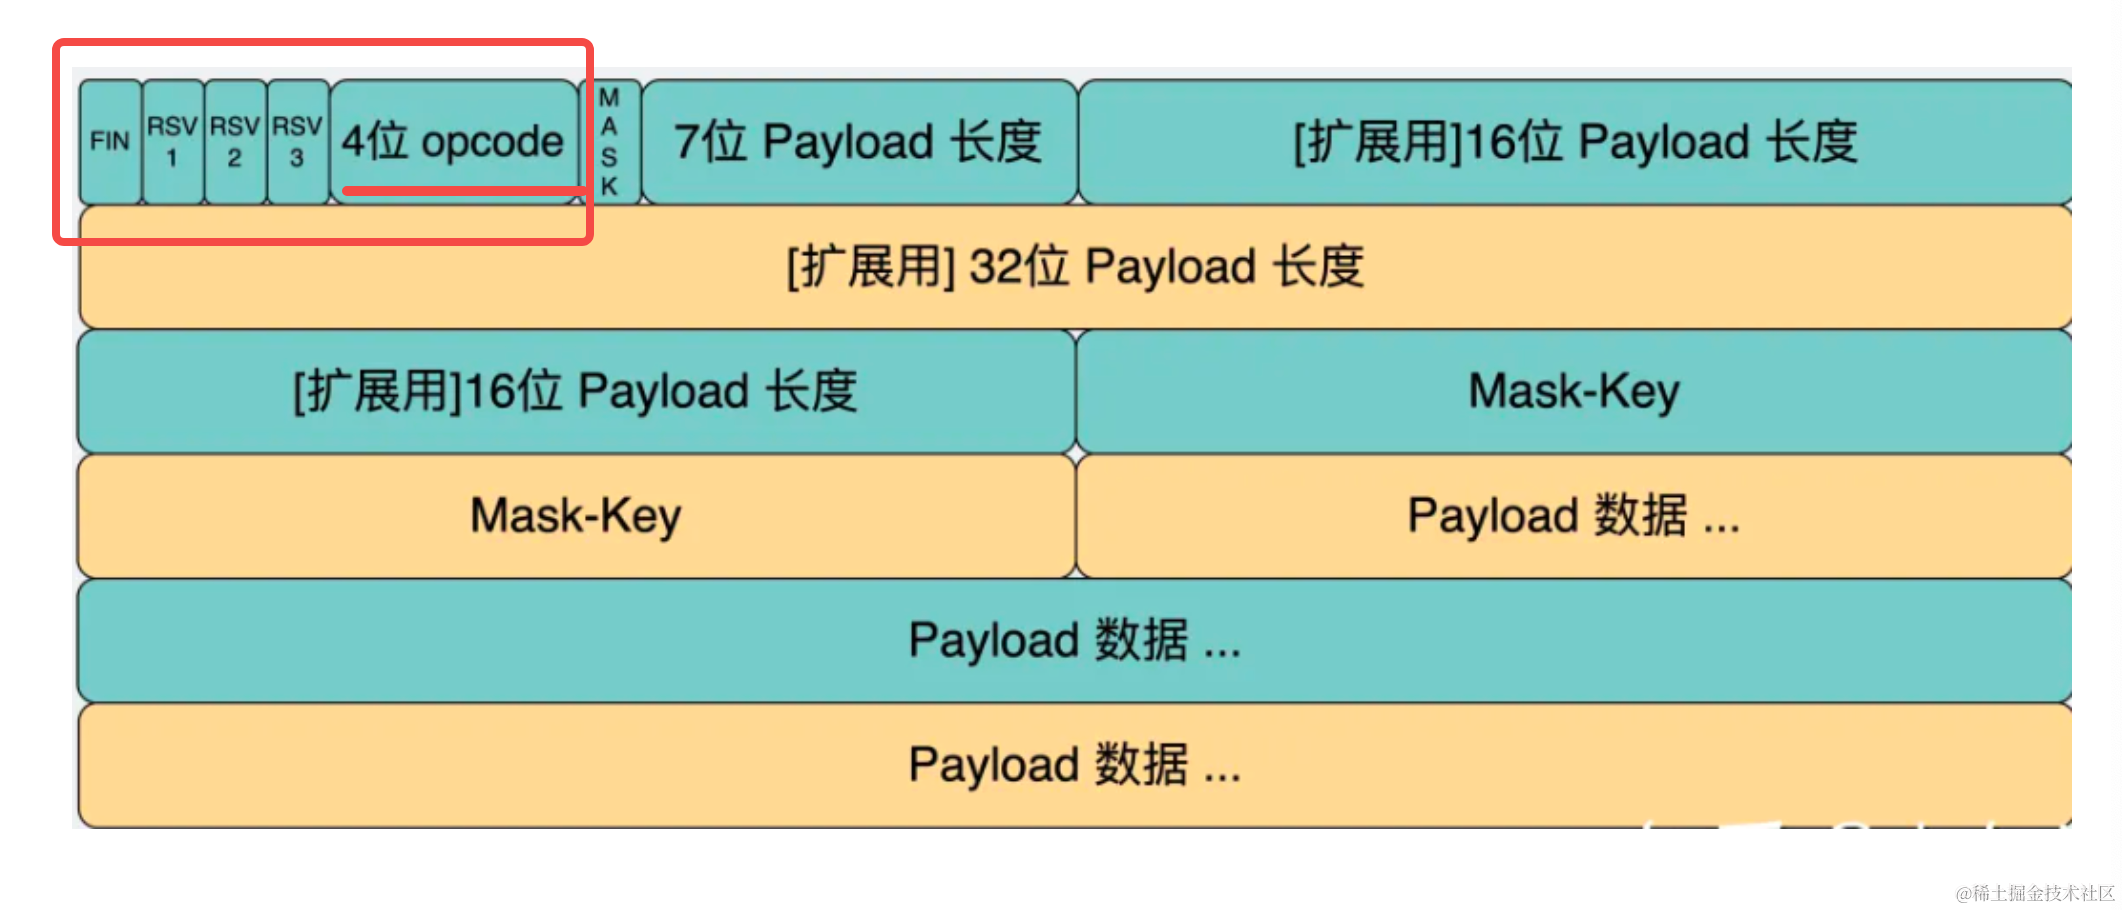 FIN
RSV
1
RSV
2
RSV
3
4位 opcode
M
A
S
K
7位 Payload 长度
[扩展用]16位 Payload 长度
[扩展用] 32位 Payload 长度
[扩展用]16位 Payload 长度
Mask-Key
Mask-Key
Payload 数据 ...
Payload 数据 ...
Payload 数据 ...
@稀土掘金技术社区